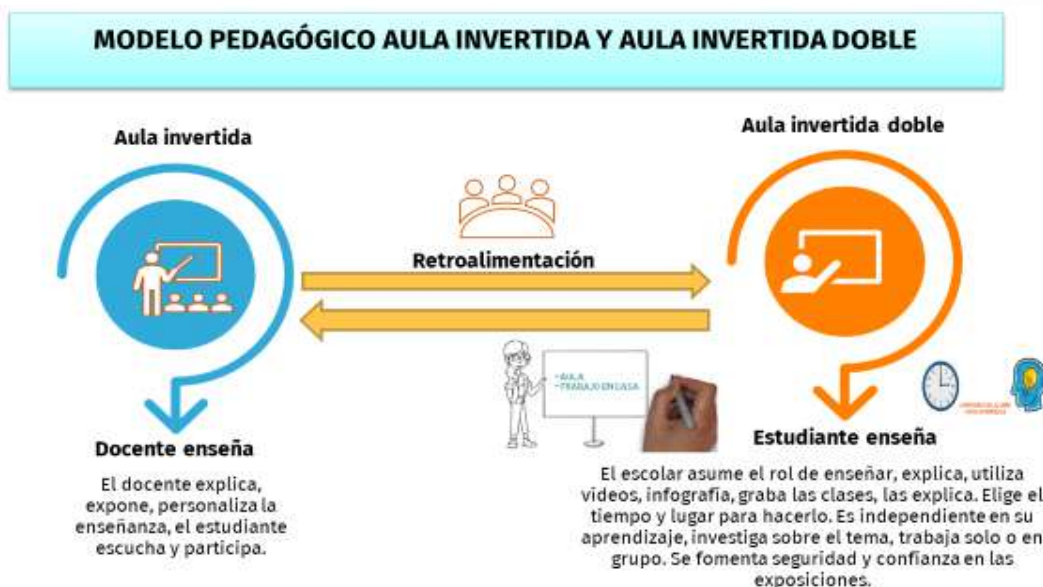 MODELO PEDAGÓGICO AULA INVERTIDA Y AULA INVERTIDA DOBLE
Aula invertida
Aula invertida doble
Retroalimentación
-AULA
-TRABAJO EN CASA
Docente enseña
El docente explica,
expone, personaliza la
enseñanza, el estudiante
escucha y participa.
Estudiante enseña
El escolar asume el rol de enseñar, explica, utiliza
videos, infografía, graba las clases, las explica. Elige el
tiempo y lugar para hacerlo. Es independiente en su
aprendizaje, investiga sobre el tema, trabaja solo o en
grupo. Se fomenta seguridad y confianza en las
exposiciones.